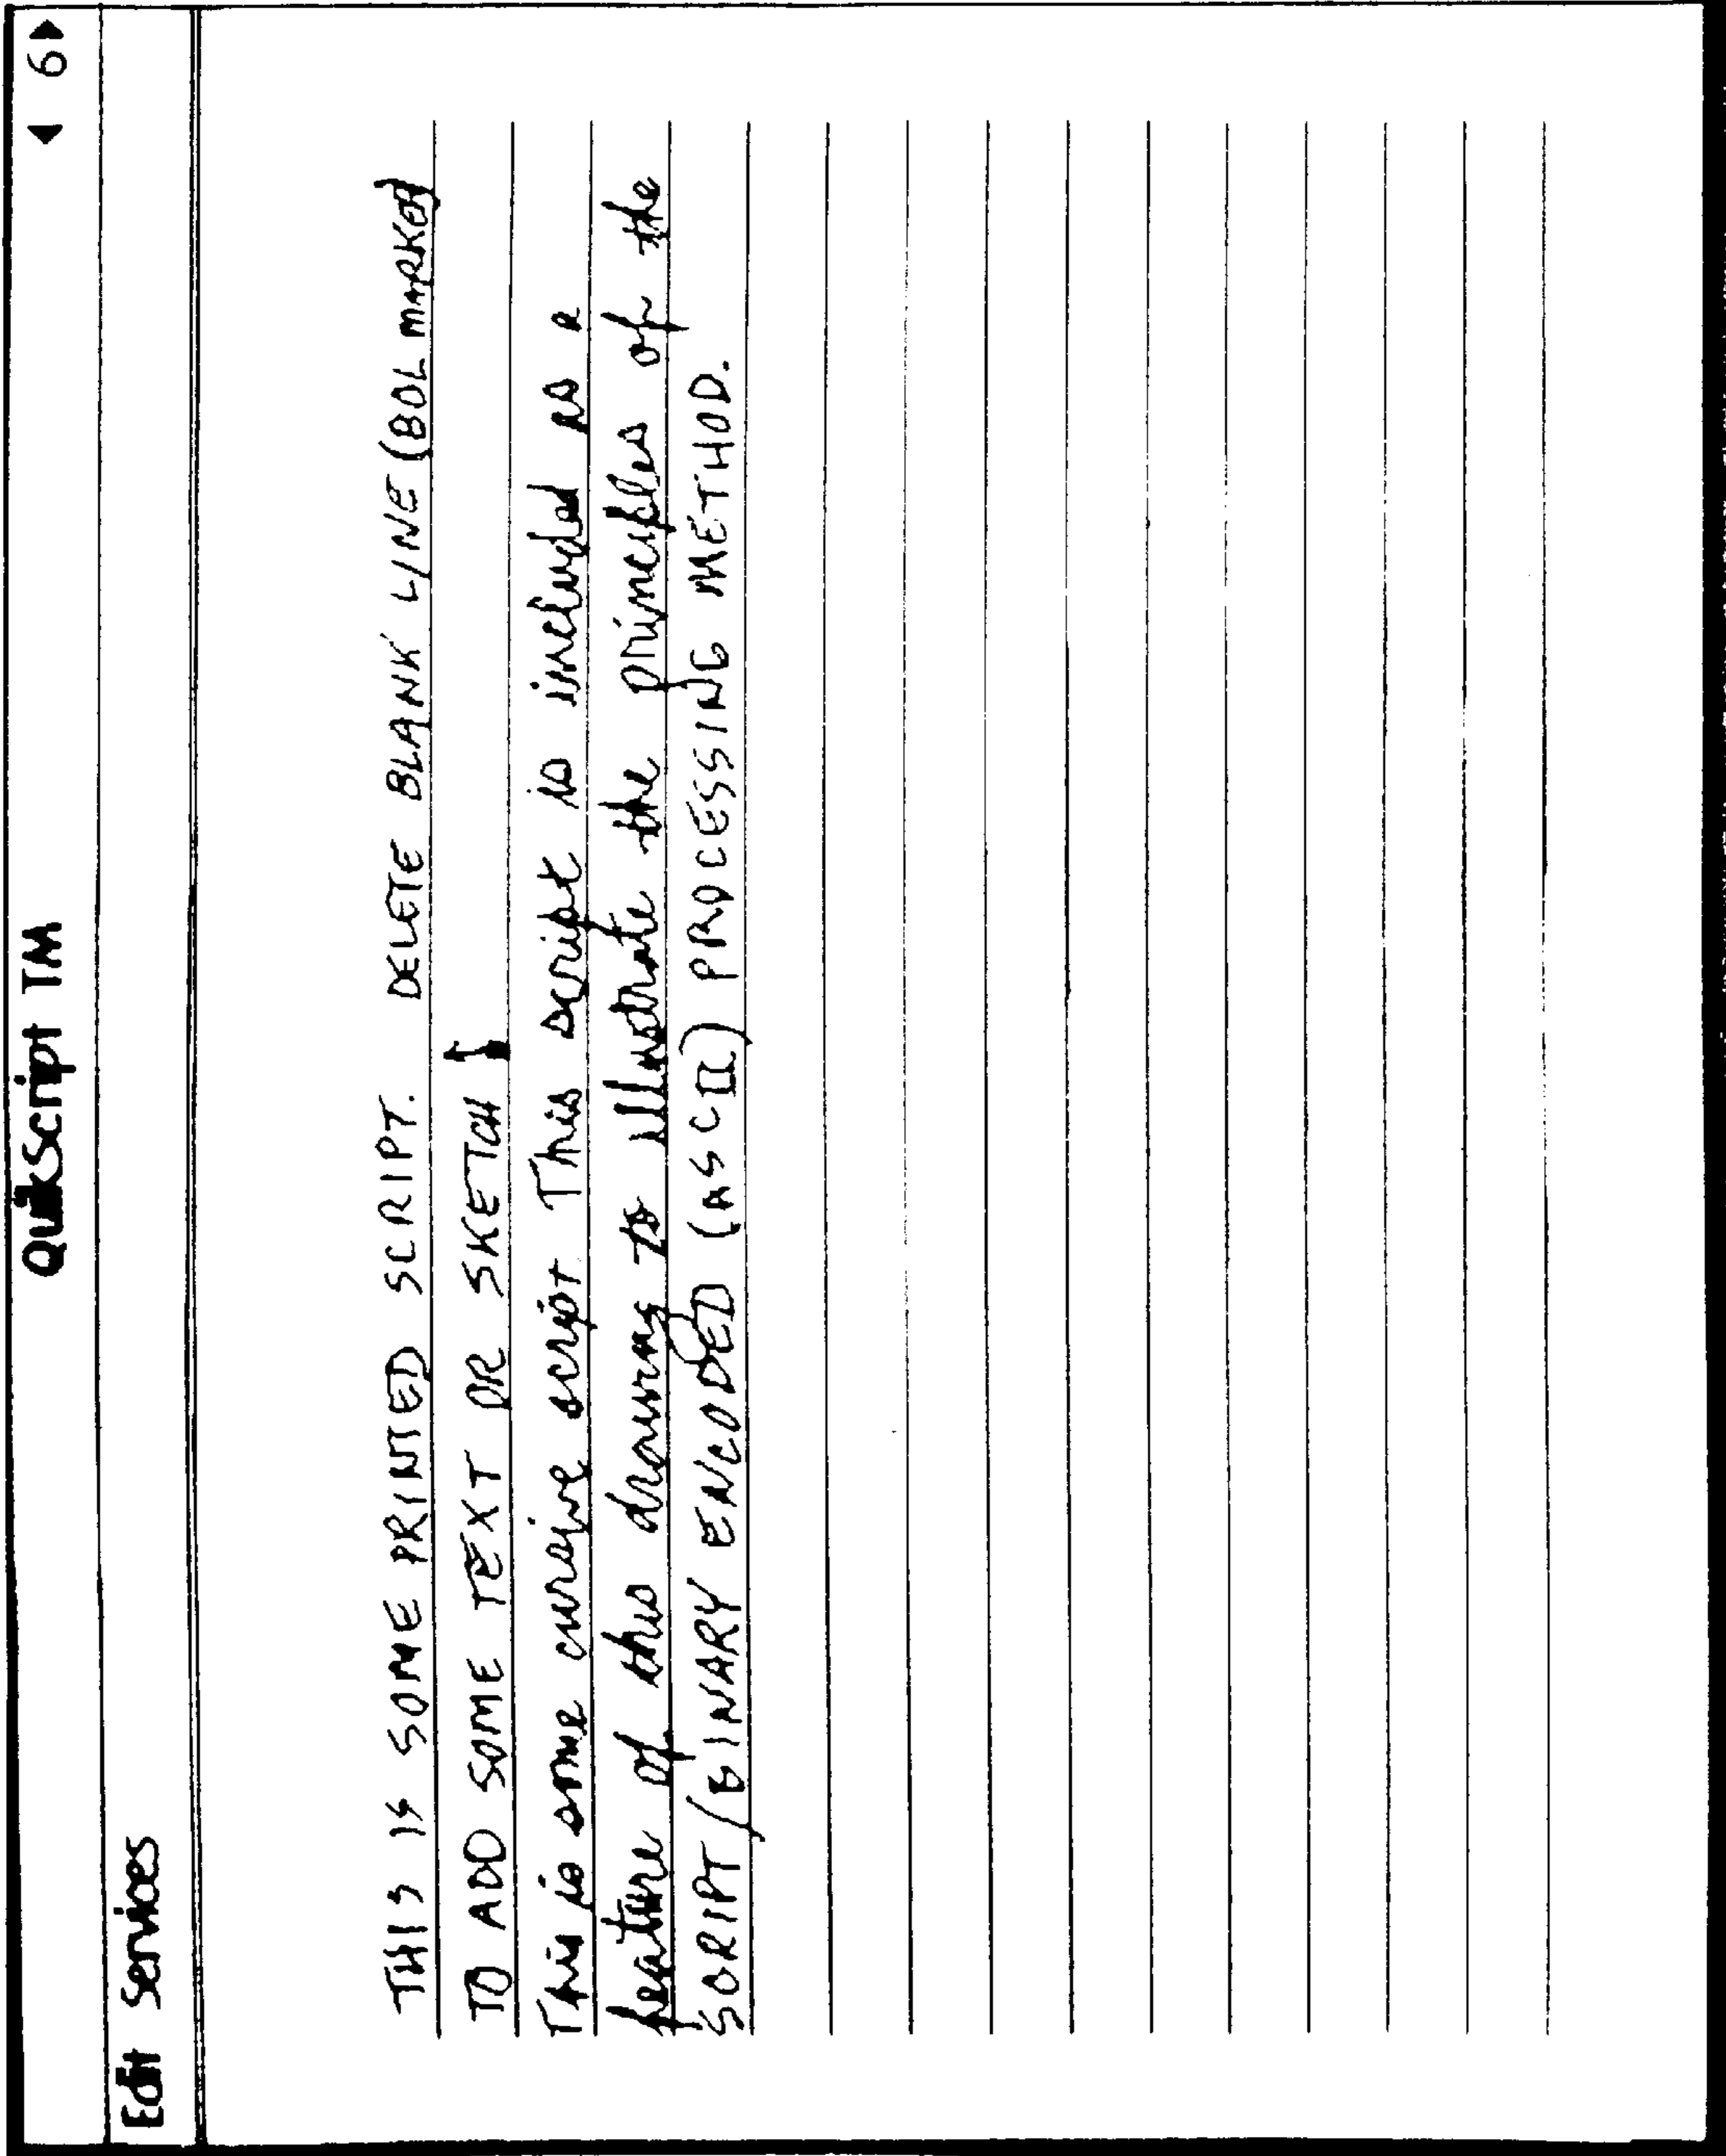 QuikScript TM ◀ 6 ▶
Edit Services
THIS IS SOME PRINTED SCRIPT. DELETE BLANK LINE (BOL MARKER)
TO ADD SOME TEXT OR SKETCH
This is some cursive script This script is included as a
feature of this drawing to illustrate the principles of the
SCRIPT/BINARY ENCODED (ASCII) PROCESSING METHOD.